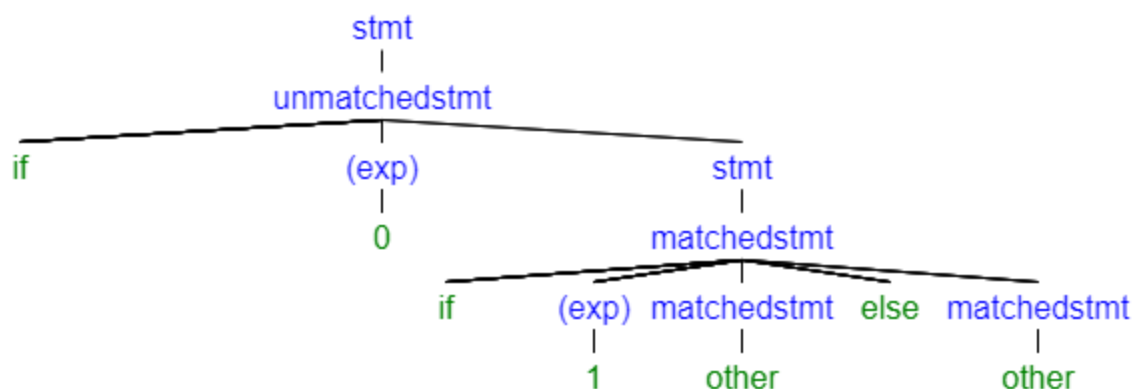 stmt
unmatchedstmt
if (exp) stmt
0 matchedstmt
if (exp) matchedstmt else matchedstmt
1 other other